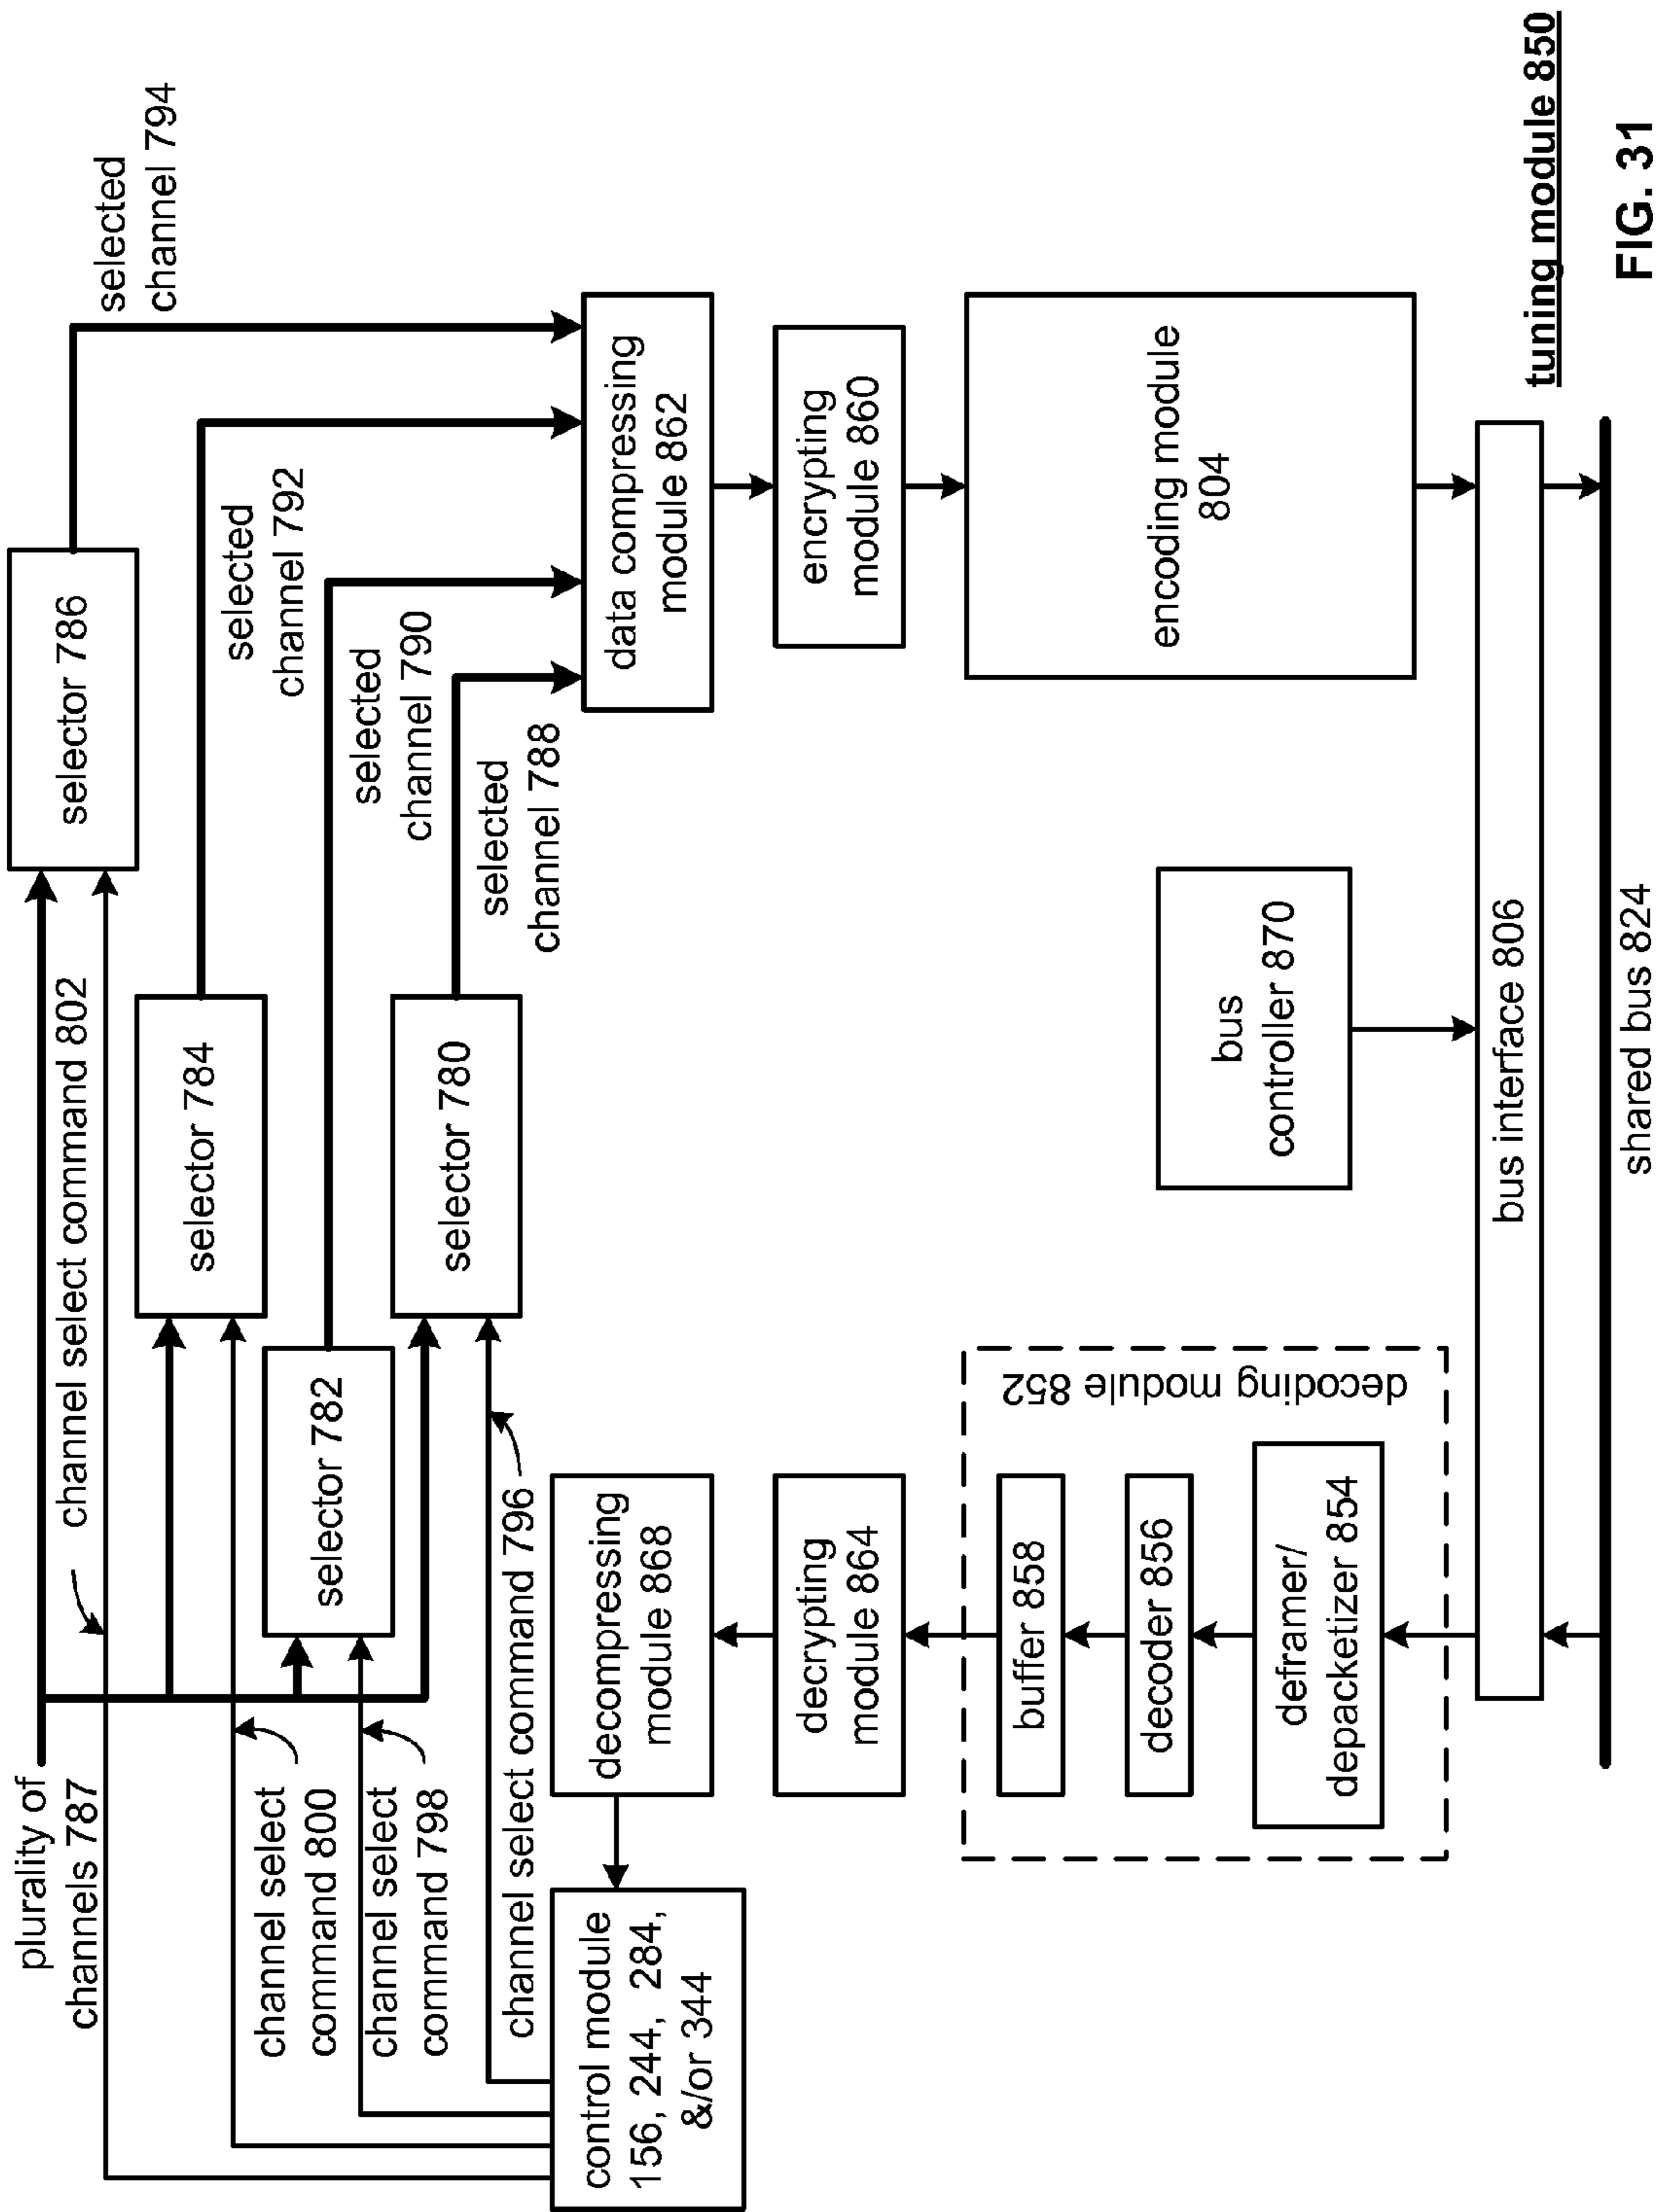 plurality of
channels 787
channel select command 802
selector 786
selected
channel 794
selector 784
selected
channel 792
channel select
command 800
selector 782
selected
channel 790
channel select
command 798
selector 780
selected
channel 788
channel select command 796
control module
156, 244, 284,
&/or 344
decompressing
module 868
data compressing
module 862
decrypting
module 864
encrypting
module 860
buffer 858
decoder 856
deframer/
depacketizer 854
decoding module 852
bus
controller 870
encoding module
804
bus interface 806
shared bus 824
tuning module 850
FIG. 31